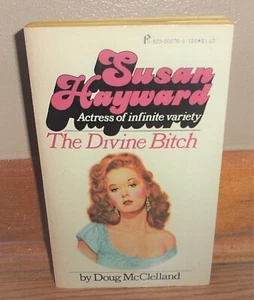 Susan
Hayward
Actress of infinite variety
The Divine Bitch
by Doug McClelland